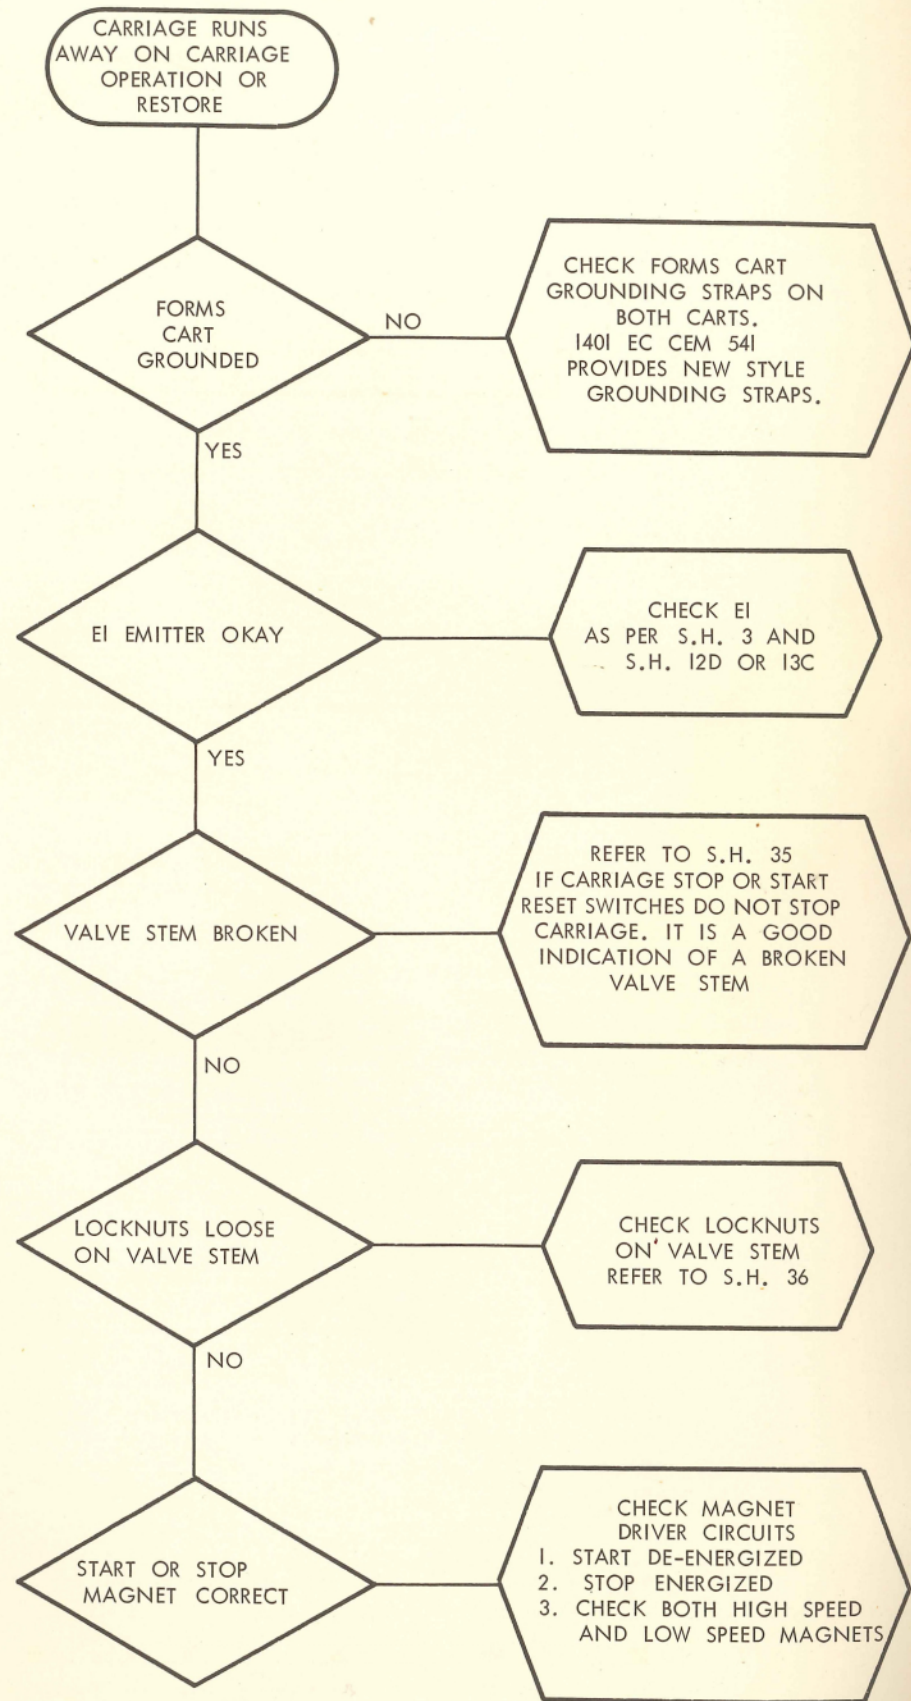 CARRIAGE RUNS
AWAY ON CARRIAGE
OPERATION OR
RESTORE
FORMS
CART
GROUNDED
NO
CHECK FORMS CART
GROUNDING STRAPS ON
BOTH CARTS.
1401 EC CEM 541
PROVIDES NEW STYLE
GROUNDING STRAPS.
YES
E1 EMITTER OKAY
CHECK E1
AS PER S.H. 3 AND
S.H. 12D OR 13C
YES
VALVE STEM BROKEN
REFER TO S.H. 35
IF CARRIAGE STOP OR START
RESET SWITCHES DO NOT STOP
CARRIAGE. IT IS A GOOD
INDICATION OF A BROKEN
VALVE STEM
NO
LOCKNUTS LOOSE
ON VALVE STEM
CHECK LOCKNUTS
ON VALVE STEM
REFER TO S.H. 36
NO
START OR STOP
MAGNET CORRECT
CHECK MAGNET
DRIVER CIRCUITS
1. START DE-ENERGIZED
2. STOP ENERGIZED
3. CHECK BOTH HIGH SPEED
AND LOW SPEED MAGNETS